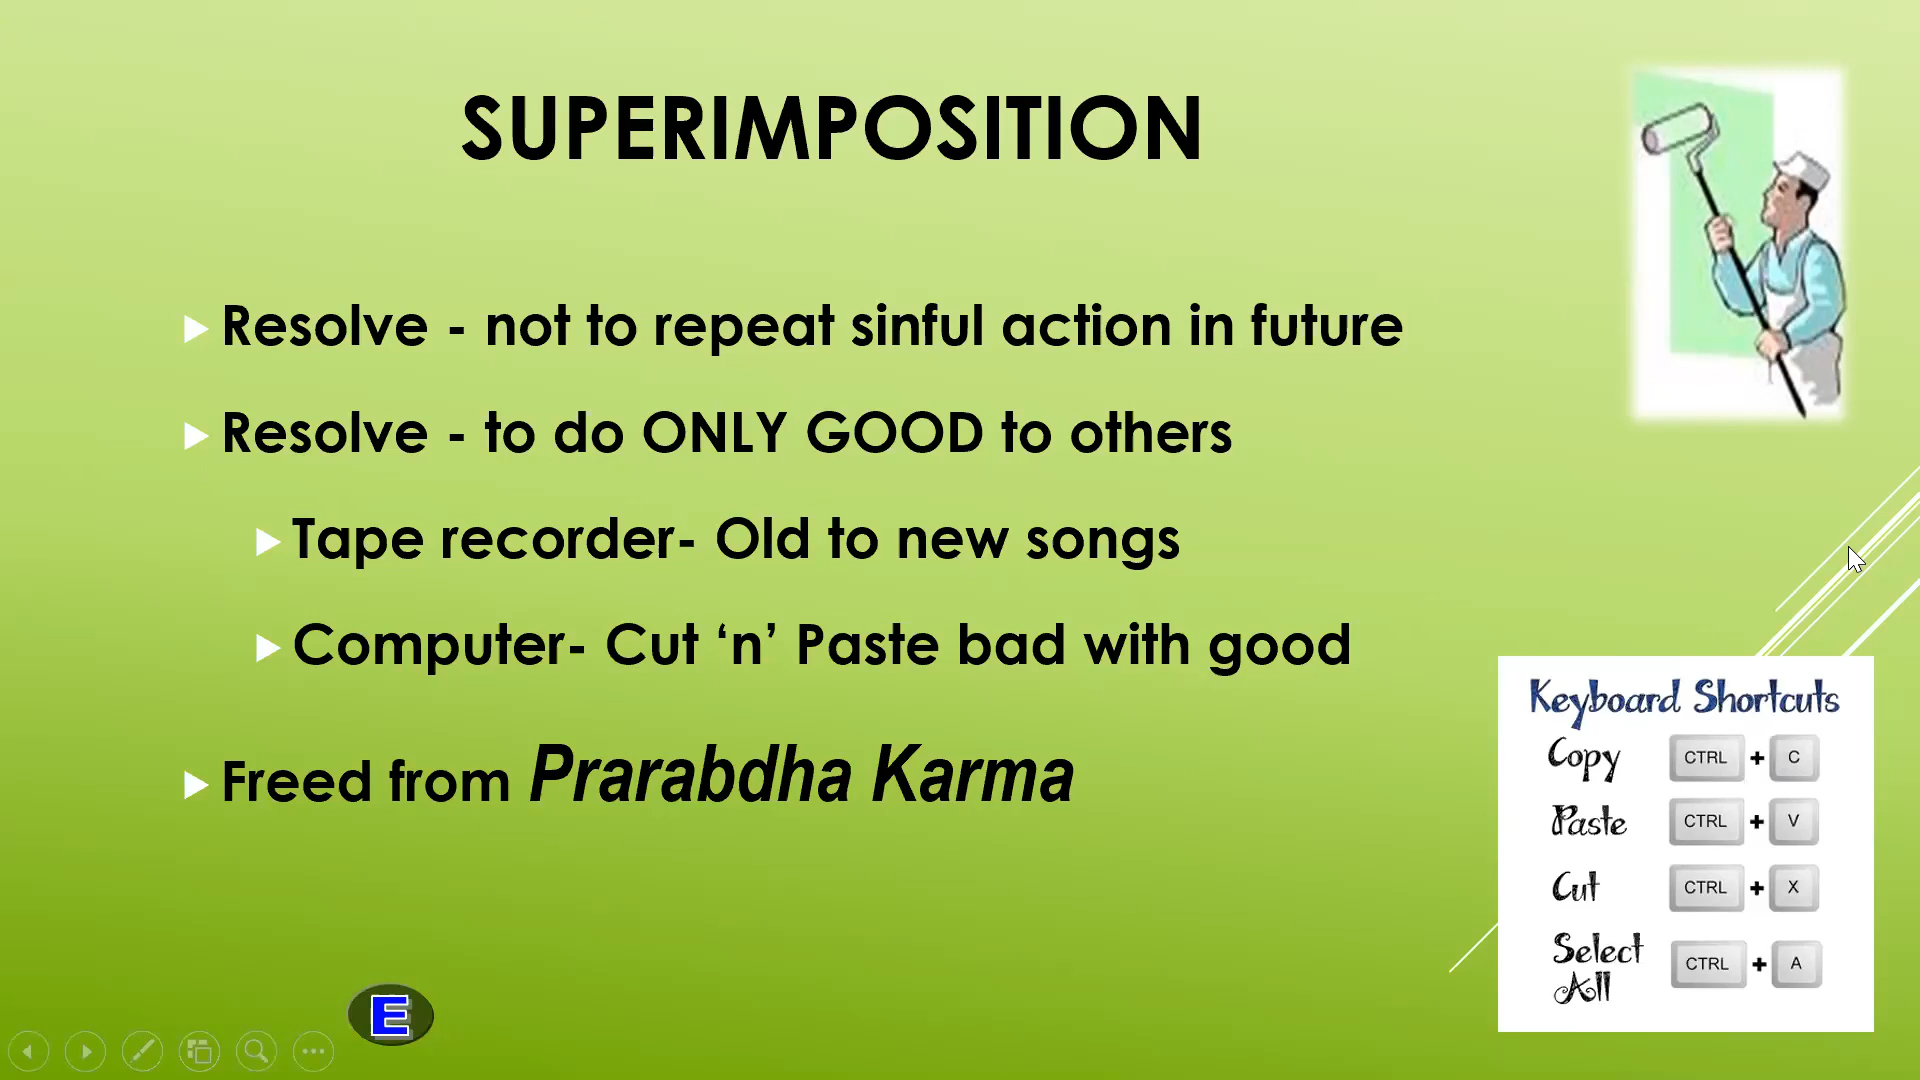 SUPERIMPOSITION
Resolve - not to repeat sinful action in future
Resolve - to do ONLY GOOD to others
Tape recorder- Old to new songs
Computer- Cut ‘n’ Paste bad with good
Freed from Prarabdha Karma
Keyboard Shortcuts
Copy CTRL + C
Paste CTRL + V
Cut CTRL + X
Select
All CTRL + A
E